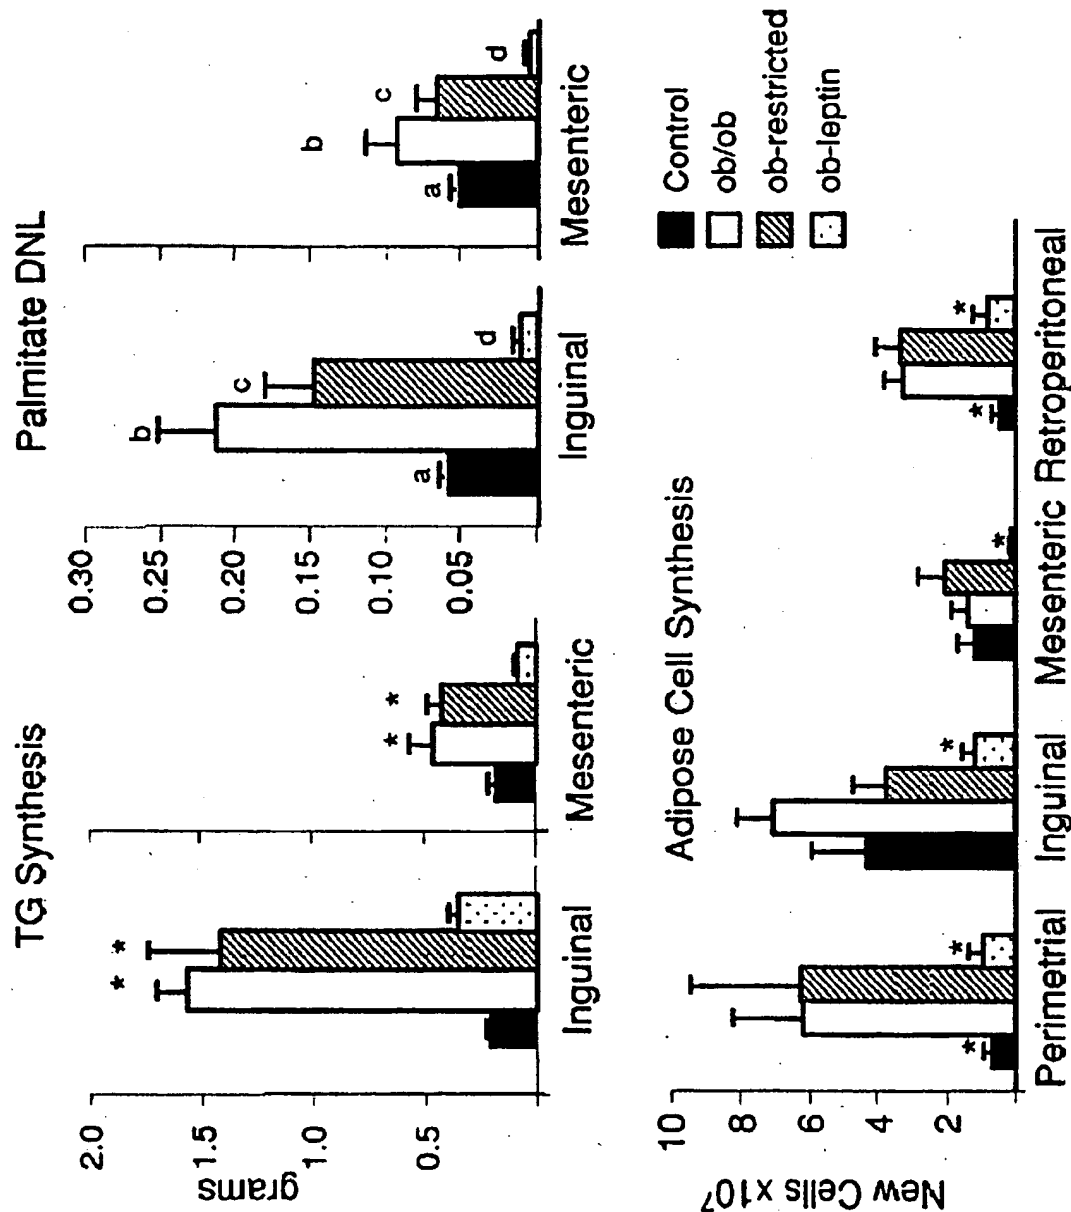 TG Synthesis
Palmitate DNL
grams
2.0
1.5
1.0
0.5
* *
* *
Inguinal
Mesenteric
0.30
0.25
0.20
0.15
0.10
0.05
a b c d
a b c d
Inguinal
Mesenteric
Adipose Cell Synthesis
New Cells x10⁷
10
8
6
4
2
* *
*
*
* *
Perimetrial
Inguinal
Mesenteric
Retroperitoneal
Control
ob/ob
ob-restricted
ob-leptin